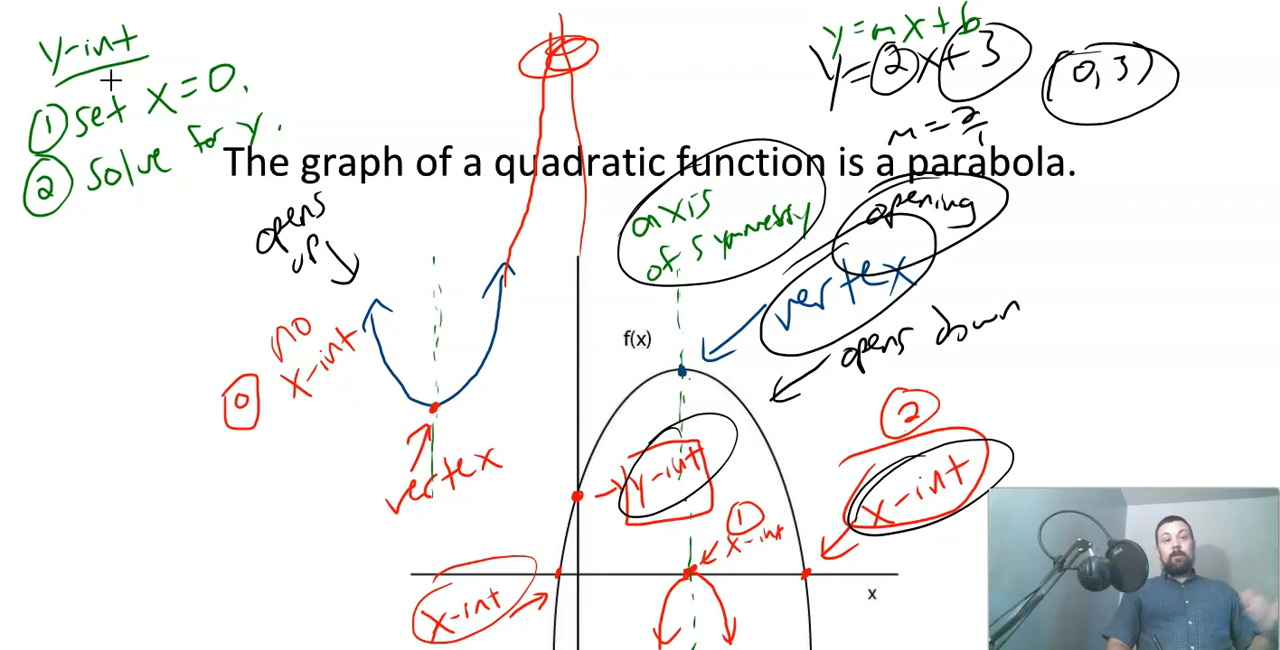 y-int
① set x=0.
② solve for y.
y=mx+b
y=2x+3
(0,3)
m=2/1
The graph of a quadratic function is a parabola.
opens
up
axis
of symmetry
opening
vertex
opens down
f(x)
no
x-int
0
vertex
y-int
①
x-int
②
x-int
x-int
x